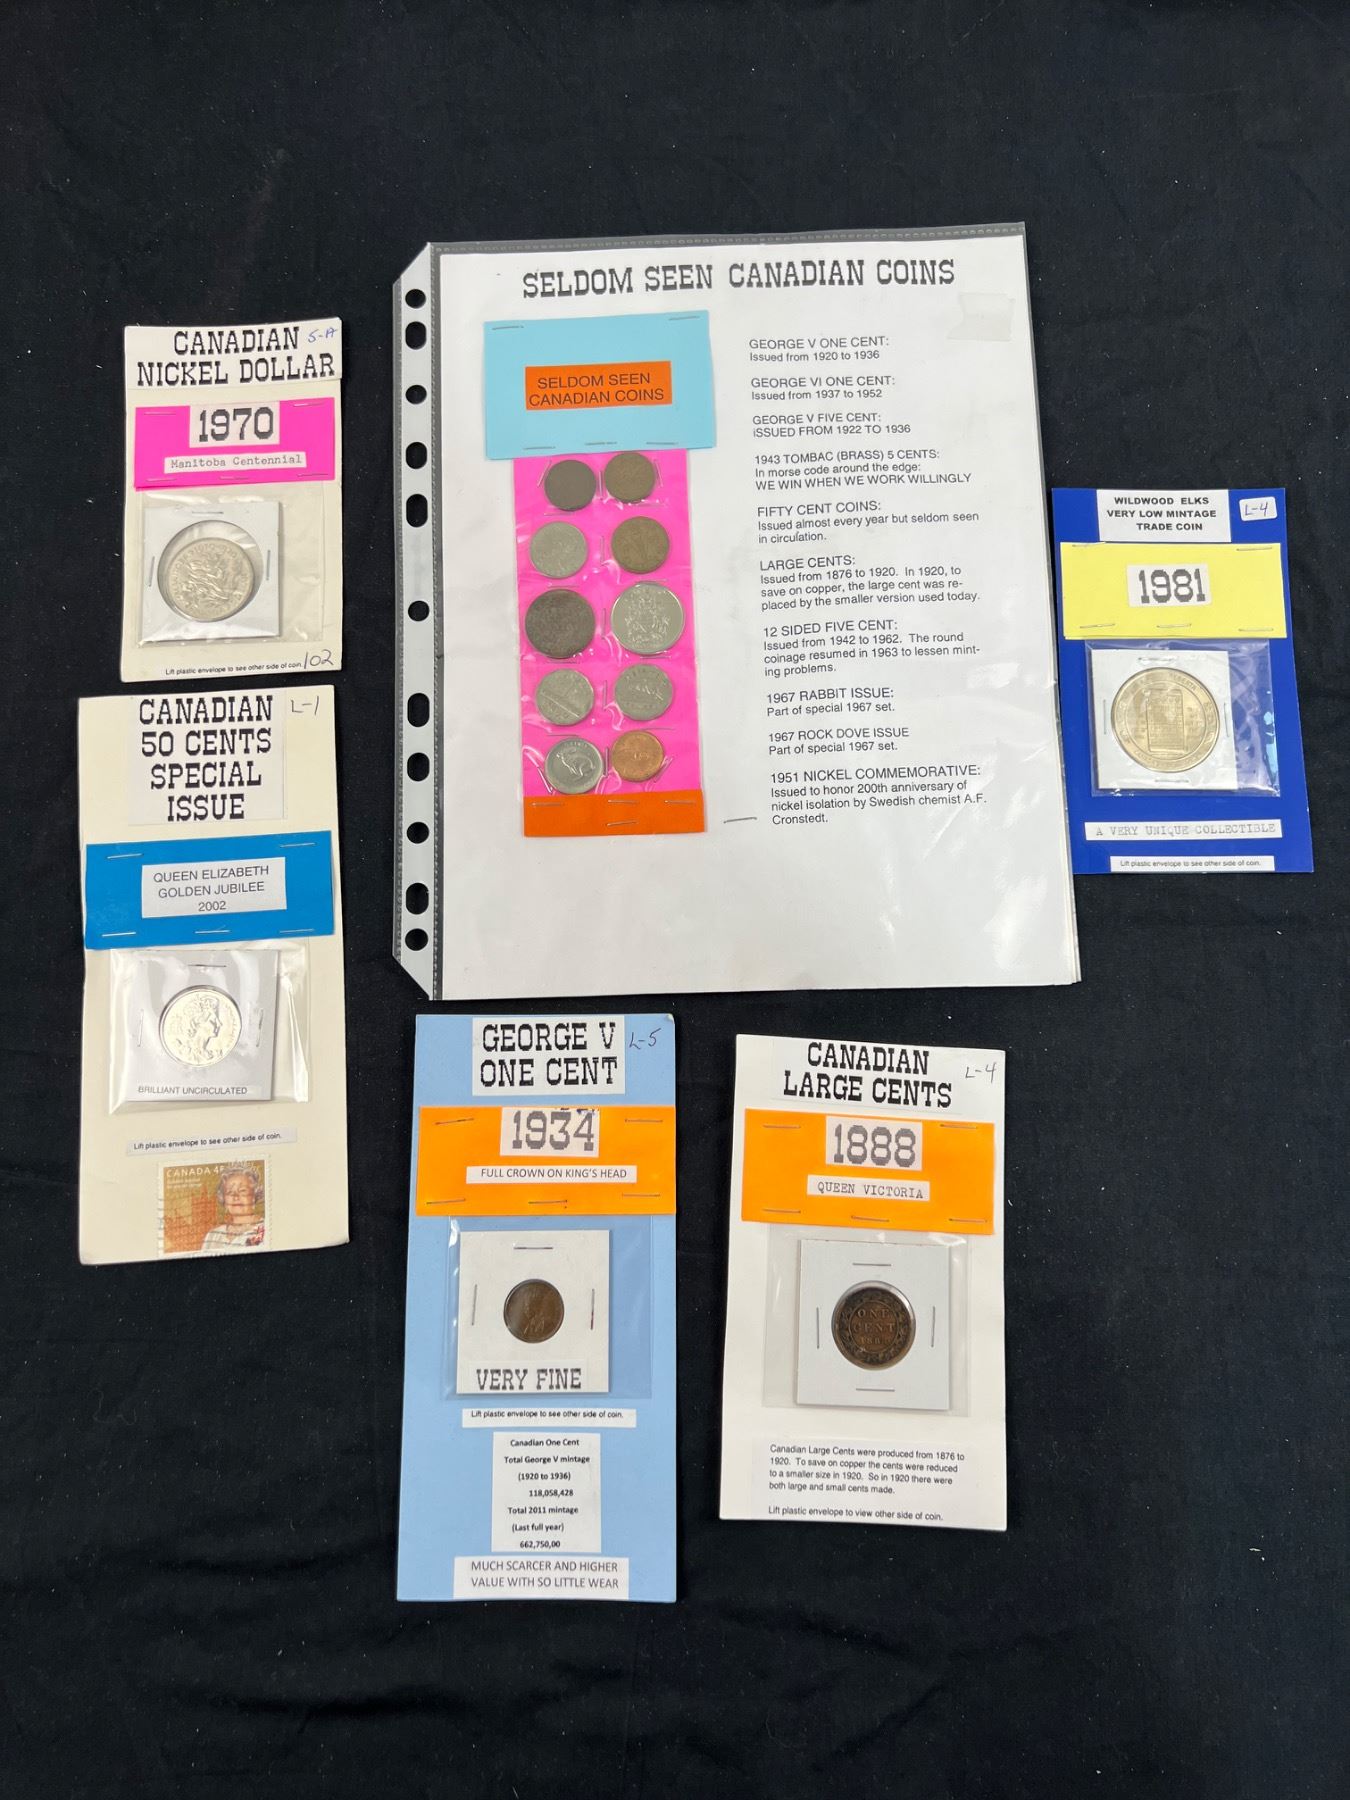 CANADIAN
NICKEL DOLLAR
5-A
1970
Manitoba Centennial
Lift plastic envelope to see other side of coin.
102
CANADIAN
50 CENTS
SPECIAL
ISSUE
L-1
QUEEN ELIZABETH
GOLDEN JUBILEE
2002
BRILLIANT UNCIRCULATED
Lift plastic envelope to see other side of coin.
CANADA
SELDOM SEEN CANADIAN COINS
SELDOM SEEN
CANADIAN COINS
GEORGE V ONE CENT:
Issued from 1920 to 1936
GEORGE VI ONE CENT:
Issued from 1937 to 1952
GEORGE V FIVE CENT:
iSSUED FROM 1922 TO 1936
1943 TOMBAC (BRASS) 5 CENTS:
In morse code around the edge:
WE WIN WHEN WE WORK WILLINGLY
FIFTY CENT COINS:
Issued almost every year but seldom seen
in circulation.
LARGE CENTS:
Issued from 1876 to 1920. In 1920, to
save on copper, the large cent was re-
placed by the smaller version used today.
12 SIDED FIVE CENT:
Issued from 1942 to 1962. The round
coinage resumed in 1963 to lessen mint-
ing problems.
1967 RABBIT ISSUE:
Part of special 1967 set.
1967 ROCK DOVE ISSUE
Part of special 1967 set.
1951 NICKEL COMMEMORATIVE:
Issued to honor 200th anniversary of
nickel isolation by Swedish chemist A.F.
Cronstedt.
WILDWOOD ELKS
VERY LOW MINTAGE
TRADE COIN
L-4
1981
A VERY UNIQUE COLLECTIBLE
Lift plastic envelope to see other side of coin.
GEORGE V
ONE CENT
L-5
1934
FULL CROWN ON KING'S HEAD
VERY FINE
Lift plastic envelope to see other side of coin.
Canadian One Cent
Total George V mintage
(1920 to 1936)
118,058,428
Total 2011 mintage
(Last full year)
662,750,00
MUCH SCARCER AND HIGHER
VALUE WITH SO LITTLE WEAR
CANADIAN
LARGE CENTS
L-4
1888
QUEEN VICTORIA
ONE
CENT
1888
Canadian Large Cents were produced from 1876 to
1920. To save on copper the cents were reduced
to a smaller size in 1920. So in 1920 there were
both large and small cents made.
Lift plastic envelope to view other side of coin.